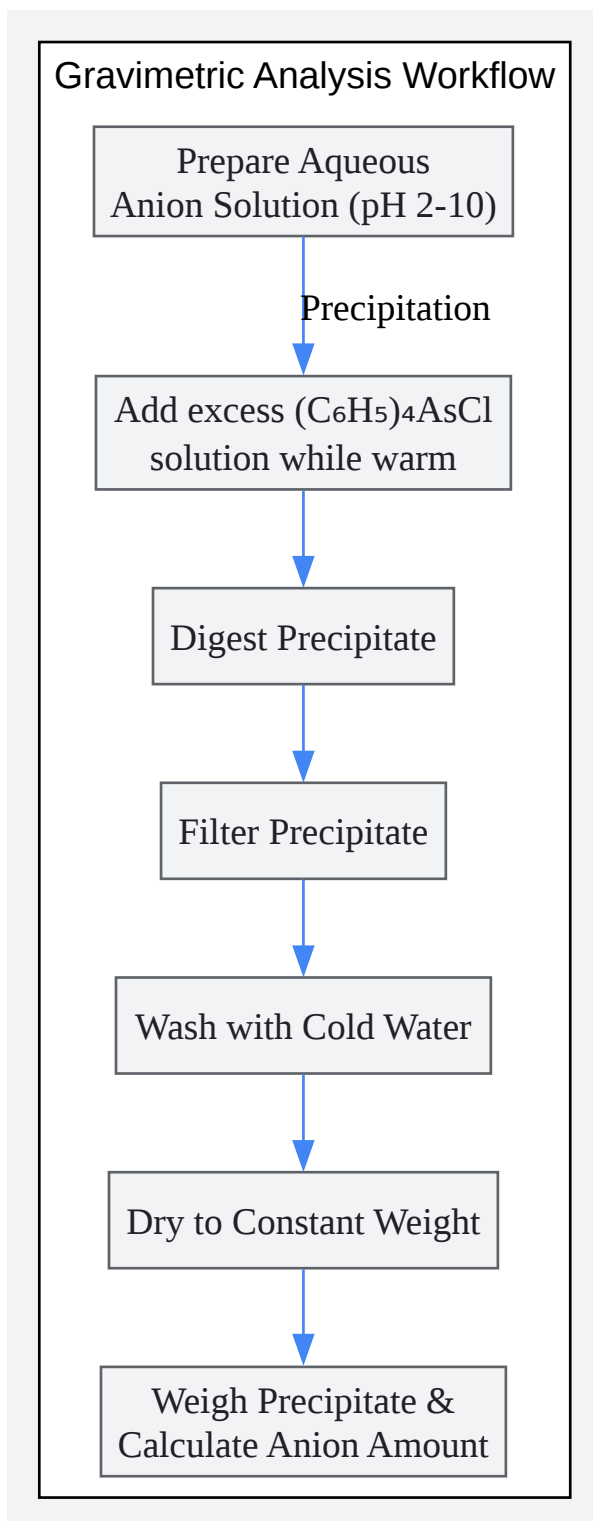 Gravimetric Analysis Workflow
Prepare Aqueous
Anion Solution (pH 2-10)
Precipitation
Add excess (C₆H₅)₄AsCl
solution while warm
Digest Precipitate
Filter Precipitate
Wash with Cold Water
Dry to Constant Weight
Weigh Precipitate &
Calculate Anion Amount